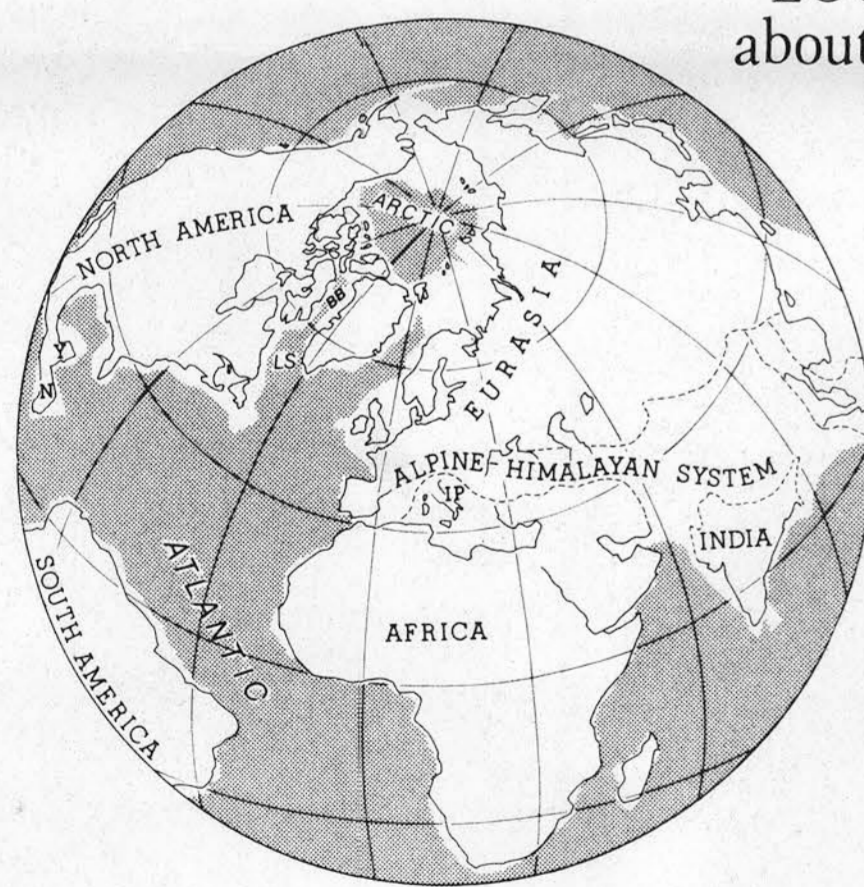 about
ARCTIC
NORTH AMERICA
BB
LS
EURASIA
Y
N
ALPINE-HIMALAYAN SYSTEM
IP
INDIA
ATLANTIC
AFRICA
SOUTH AMERICA